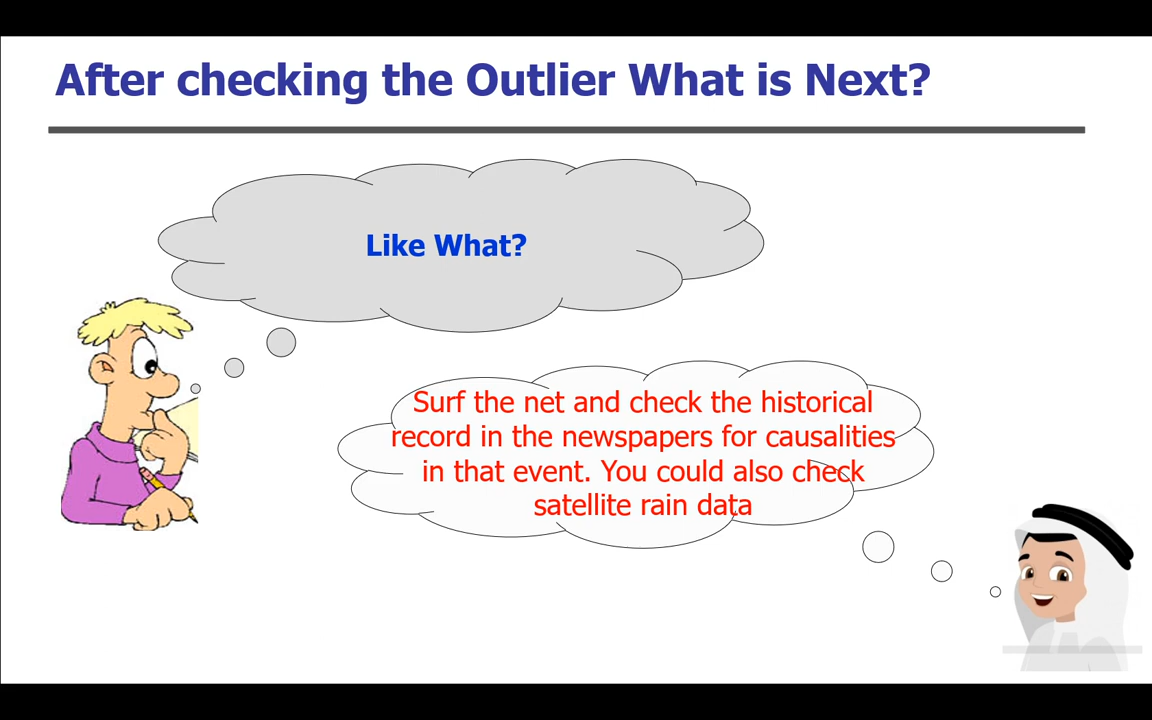 After checking the Outlier What is Next?
Like What?
Surf the net and check the historical
record in the newspapers for causalities
in that event. You could also check
satellite rain data